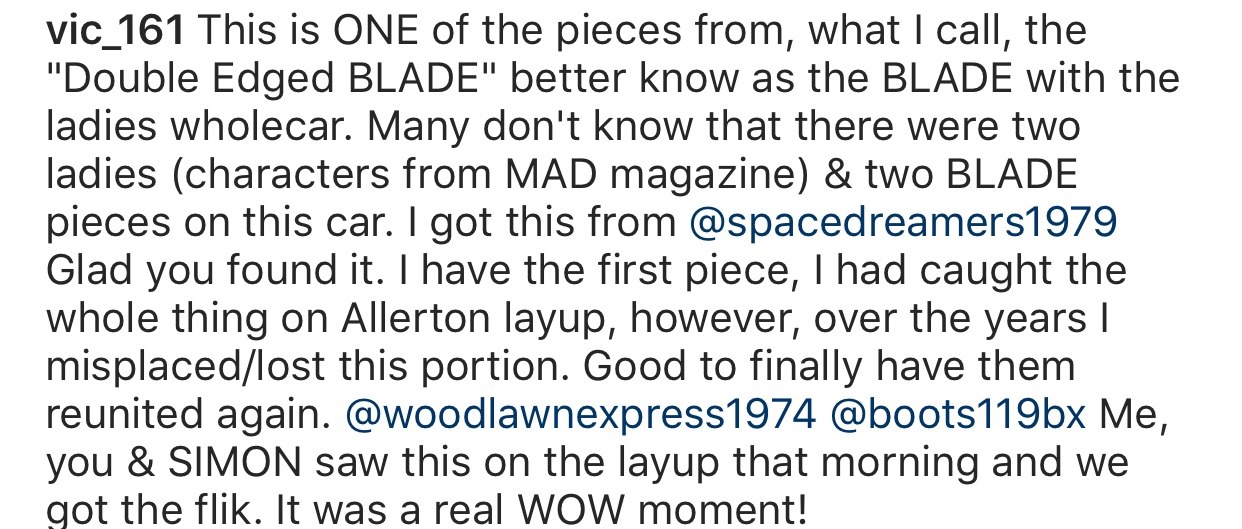 vic_161 This is ONE of the pieces from, what I call, the
"Double Edged BLADE" better know as the BLADE with the
ladies wholecar. Many don't know that there were two
ladies (characters from MAD magazine) & two BLADE
pieces on this car. I got this from @spacedreamers1979
Glad you found it. I have the first piece, I had caught the
whole thing on Allerton layup, however, over the years I
misplaced/lost this portion. Good to finally have them
reunited again. @woodlawnexpress1974 @boots119bx Me,
you & SIMON saw this on the layup that morning and we
got the flik. It was a real WOW moment!